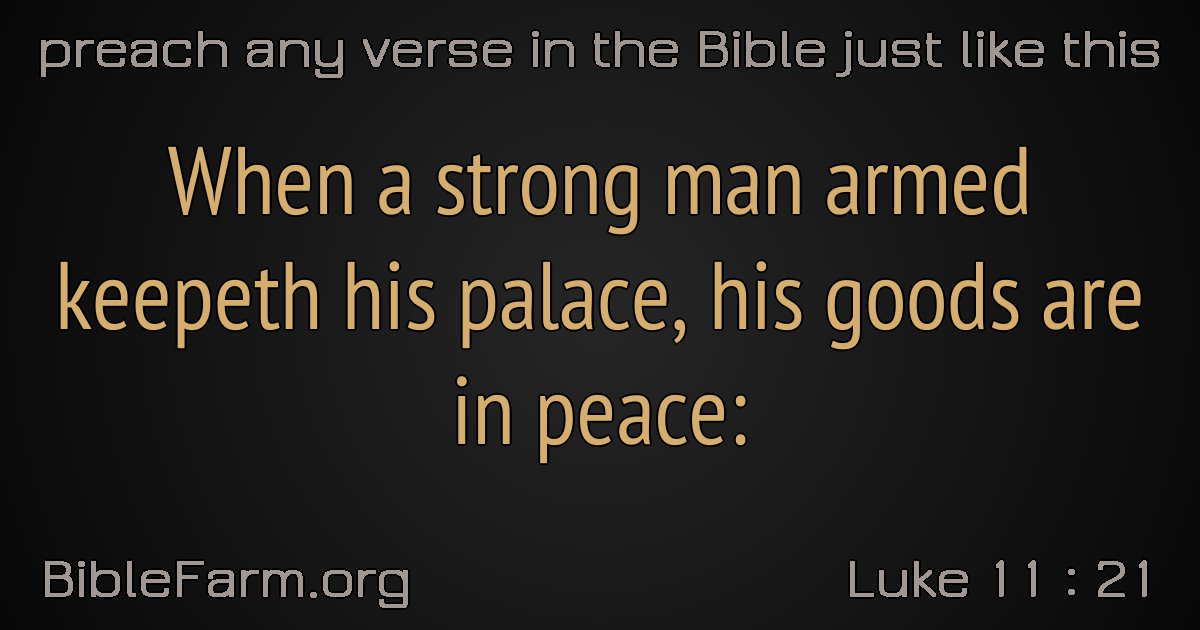 preach any verse in the Bible just like this
When a strong man armed
keepeth his palace, his goods are
in peace:
BibleFarm.org
Luke 11 : 21